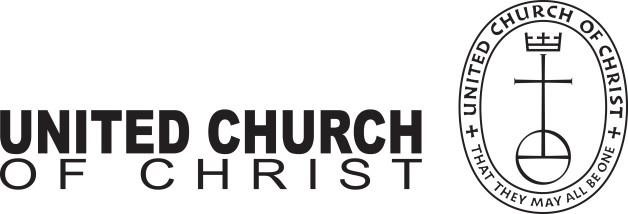 UNITED CHURCH
OF CHRIST
UNITED CHURCH OF CHRIST
THAT THEY MAY ALL BE ONE